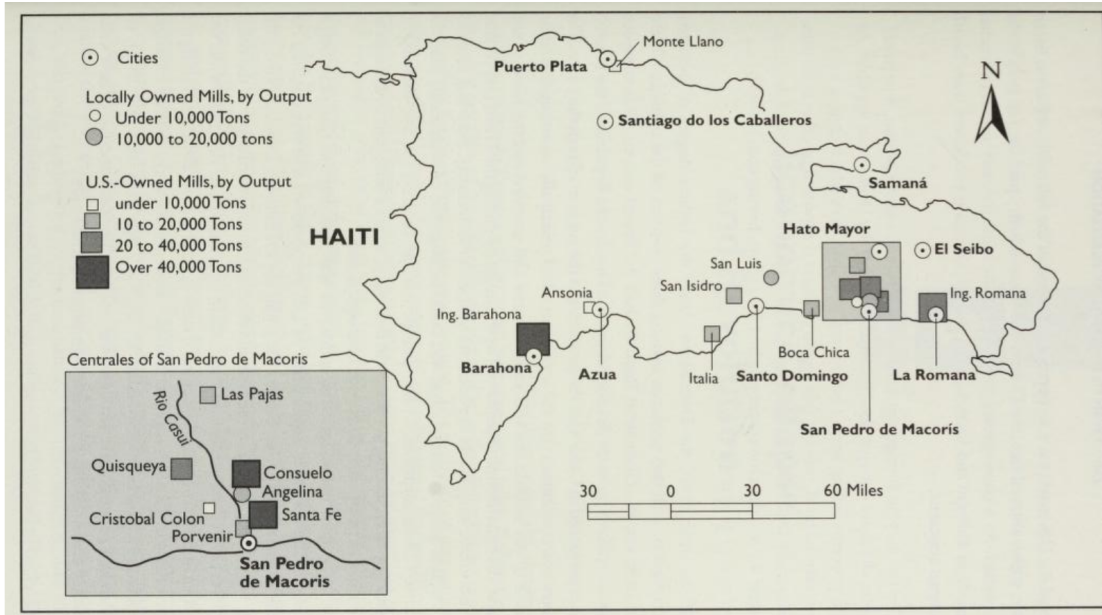 Cities
Locally Owned Mills, by Output
Under 10,000 Tons
10,000 to 20,000 tons
U.S.-Owned Mills, by Output
under 10,000 Tons
10 to 20,000 Tons
20 to 40,000 Tons
Over 40,000 Tons
HAITI
Monte Llano
Puerto Plata
Santiago do los Caballeros
N
Samaná
Hato Mayor
El Seibo
San Luis
San Isidro
Ansonia
Ing. Barahona
Ing. Romana
Boca Chica
Barahona
Azua
Italia
Santo Domingo
La Romana
San Pedro de Macorís
30 0 30 60 Miles
Centrales of San Pedro de Macoris
Las Pajas
Rio Casui
Quisqueya
Consuelo
Angelina
Cristobal Colon
Santa Fe
Porvenir
San Pedro
de Macoris